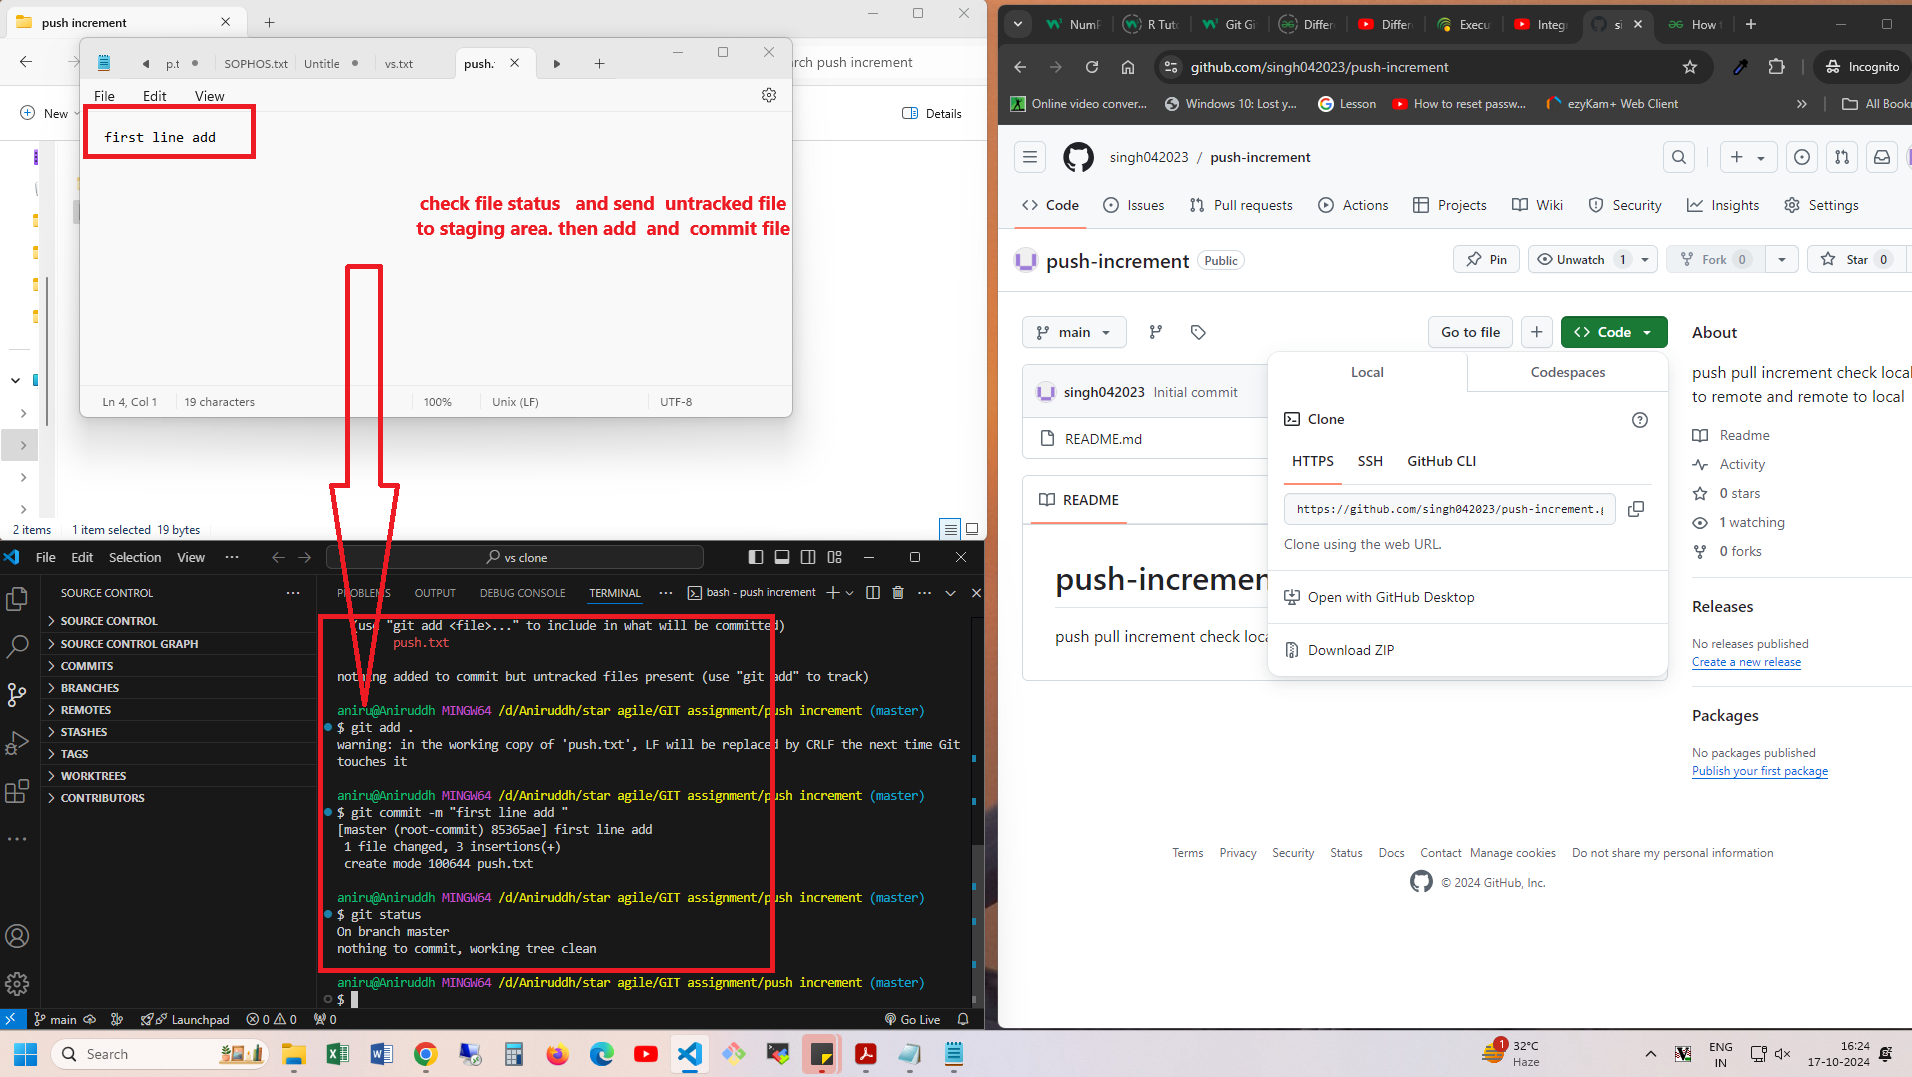 push increment
p.t
SOPHOS.txt
Untitle
vs.txt
push.
rch push increment
File
Edit
View
New
Details
first line add
check file status and send untracked file
to staging area. then add and commit file
Ln 4, Col 1
19 characters
100%
Unix (LF)
UTF-8
2 items
1 item selected 19 bytes
File
Edit
Selection
View
vs clone
SOURCE CONTROL
SOURCE CONTROL
SOURCE CONTROL GRAPH
COMMITS
BRANCHES
REMOTES
STASHES
TAGS
WORKTREES
CONTRIBUTORS
PROBLEMS
OUTPUT
DEBUG CONSOLE
TERMINAL
bash - push increment
(use "git add <file>..." to include in what will be committed)
push.txt
nothing added to commit but untracked files present (use "git add" to track)
aniru@Aniruddh MINGW64 /d/Aniruddh/star agile/GIT assignment/push increment (master)
$ git add .
warning: in the working copy of 'push.txt', LF will be replaced by CRLF the next time Git
touches it
aniru@Aniruddh MINGW64 /d/Aniruddh/star agile/GIT assignment/push increment (master)
$ git commit -m "first line add "
[master (root-commit) 85365ae] first line add
1 file changed, 3 insertions(+)
create mode 100644 push.txt
aniru@Aniruddh MINGW64 /d/Aniruddh/star agile/GIT assignment/push increment (master)
$ git status
On branch master
nothing to commit, working tree clean
aniru@Aniruddh MINGW64 /d/Aniruddh/star agile/GIT assignment/push increment (master)
$
main
Launchpad
0
0
0
Go Live
NumP
R Tuto
Git Gi
Differe
Differe
Execu
Integ
si
How t
github.com/singh042023/push-increment
Incognito
Online video conver...
Windows 10: Lost y...
Lesson
How to reset passw...
ezyKam+ Web Client
All Book
singh042023 / push-increment
Code
Issues
Pull requests
Actions
Projects
Wiki
Security
Insights
Settings
push-increment
Public
Pin
Unwatch 1
Fork 0
Star 0
main
Go to file
Code
Local
Codespaces
singh042023 Initial commit
README.md
README
push-incremen
push pull increment check loca
Clone
HTTPS
SSH
GitHub CLI
https://github.com/singh042023/push-increment.g
Clone using the web URL.
Open with GitHub Desktop
Download ZIP
About
push pull increment check local
to remote and remote to local
Readme
Activity
0 stars
1 watching
0 forks
Releases
No releases published
Create a new release
Packages
No packages published
Publish your first package
Terms
Privacy
Security
Status
Docs
Contact
Manage cookies
Do not share my personal information
© 2024 GitHub, Inc.
Search
1
32°C
Haze
ENG
IN
16:24
17-10-2024